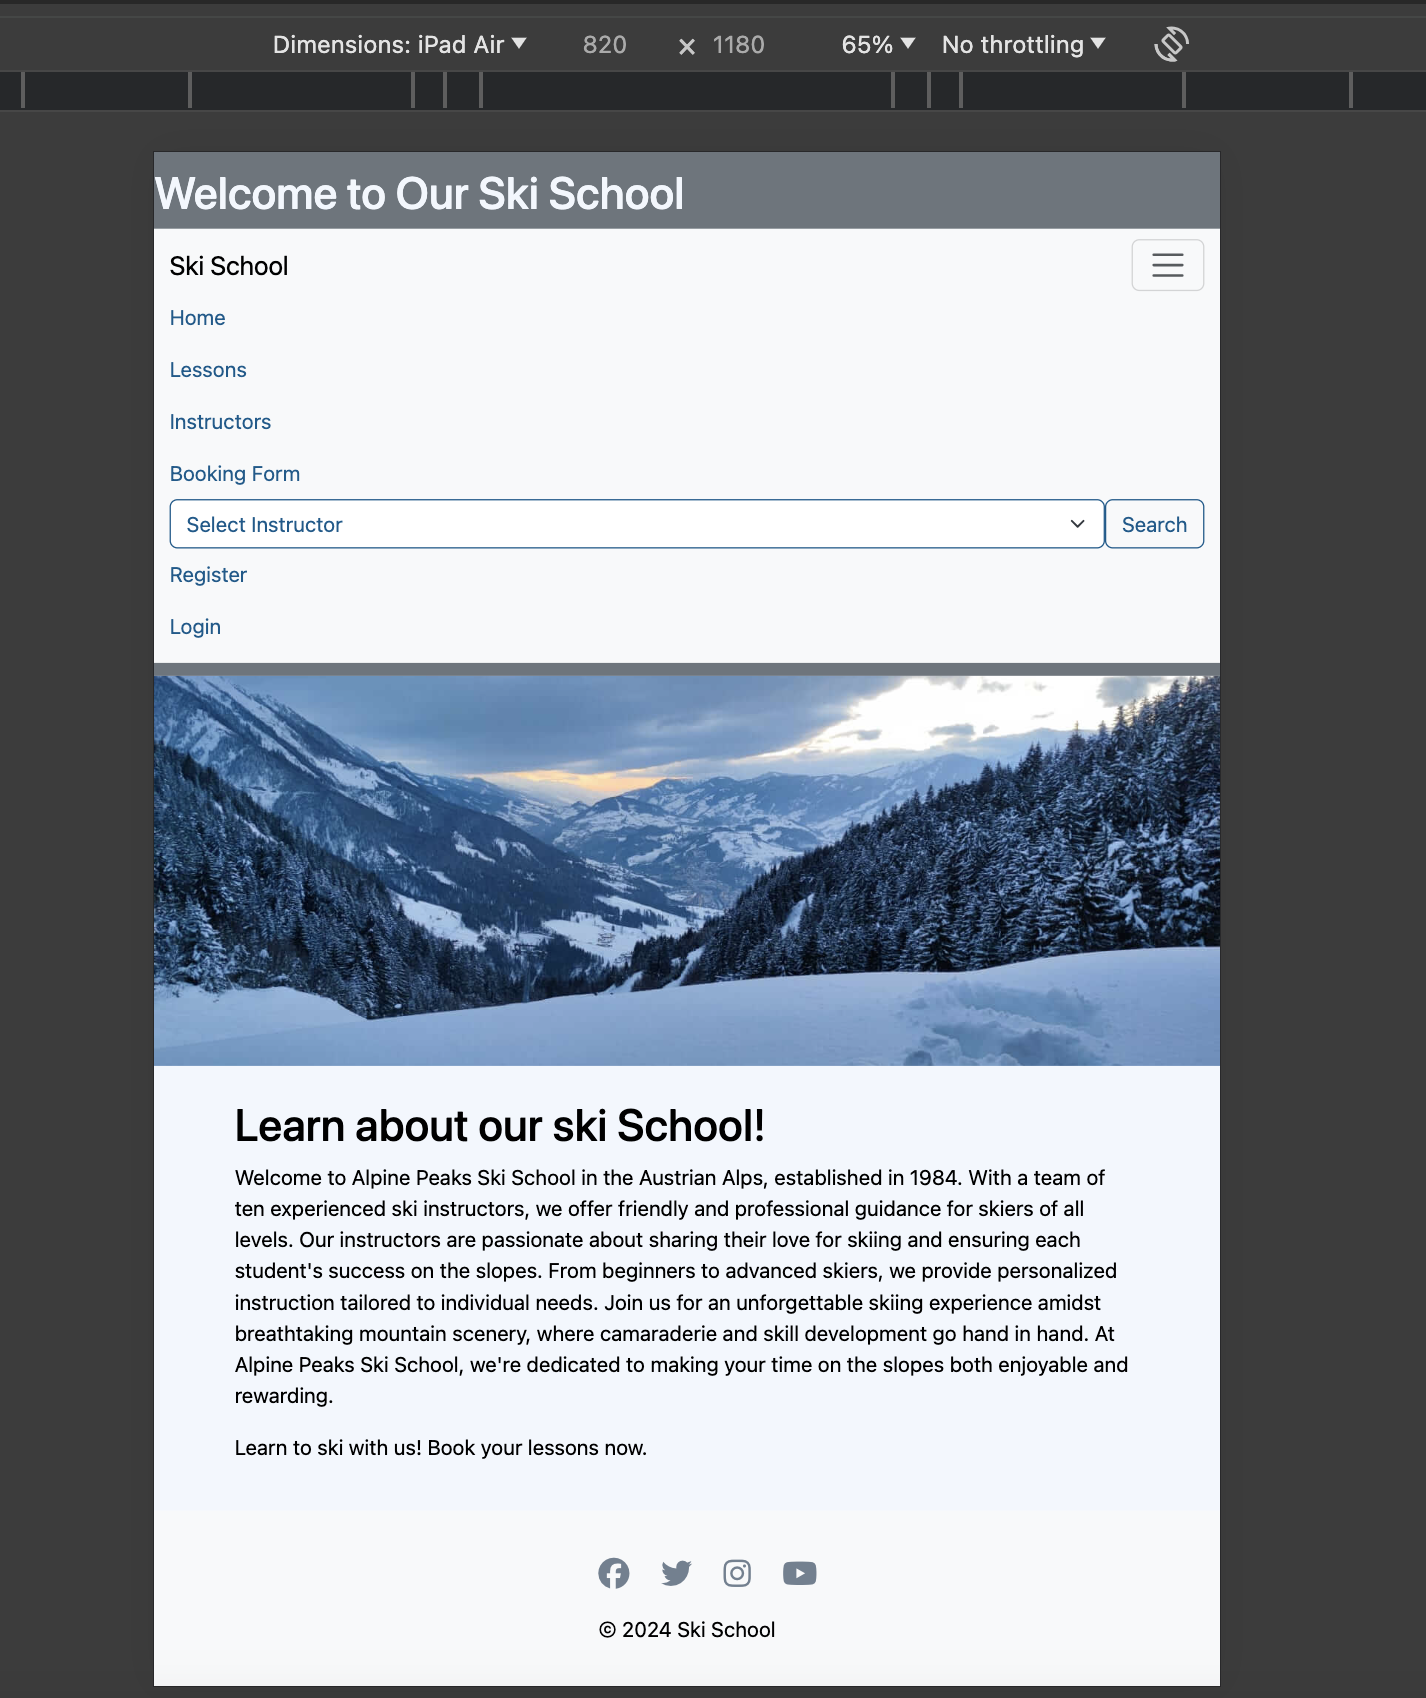 Dimensions: iPad Air ▼ 820 × 1180 65% ▼ No throttling ▼
Welcome to Our Ski School
Ski School
Home
Lessons
Instructors
Booking Form
Select Instructor Search
Register
Login
Learn about our ski School!
Welcome to Alpine Peaks Ski School in the Austrian Alps, established in 1984. With a team of
ten experienced ski instructors, we offer friendly and professional guidance for skiers of all
levels. Our instructors are passionate about sharing their love for skiing and ensuring each
student's success on the slopes. From beginners to advanced skiers, we provide personalized
instruction tailored to individual needs. Join us for an unforgettable skiing experience amidst
breathtaking mountain scenery, where camaraderie and skill development go hand in hand. At
Alpine Peaks Ski School, we're dedicated to making your time on the slopes both enjoyable and
rewarding.
Learn to ski with us! Book your lessons now.
© 2024 Ski School